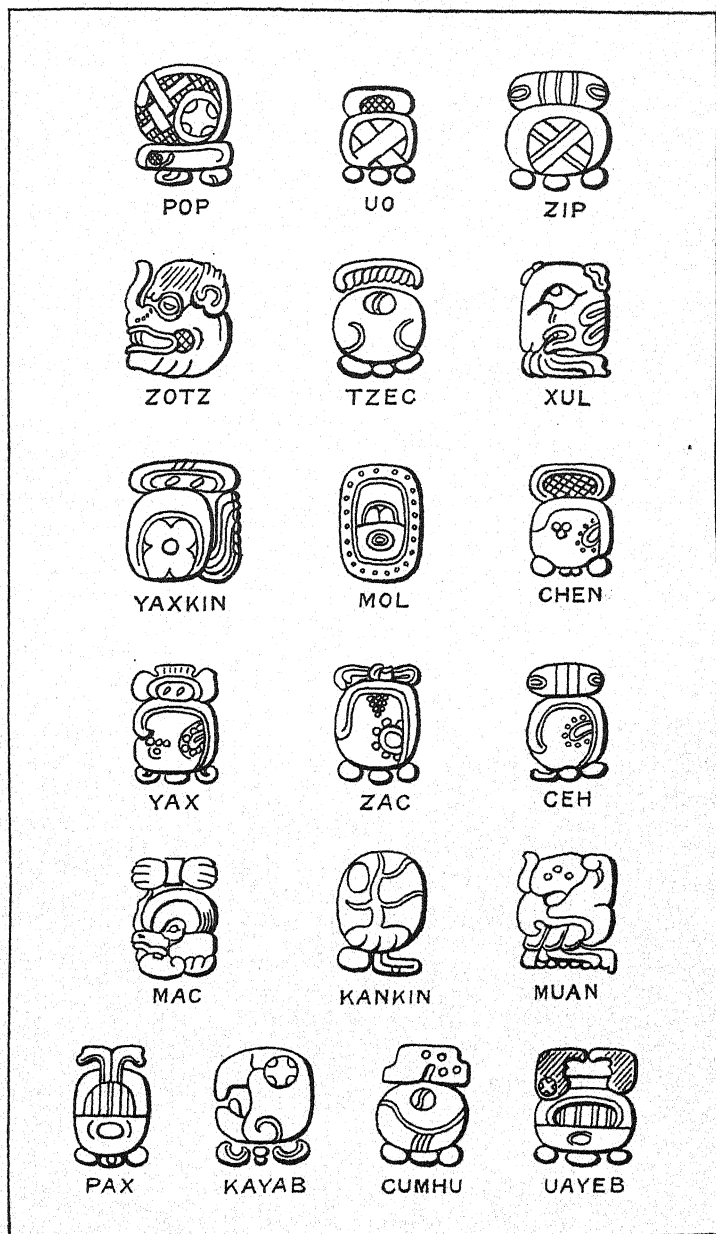 POP UO ZIP
ZOTZ TZEC XUL
YAXKIN MOL CHEN
YAX ZAC CEH
MAC KANKIN MUAN
PAX KAYAB CUMHU UAYEB